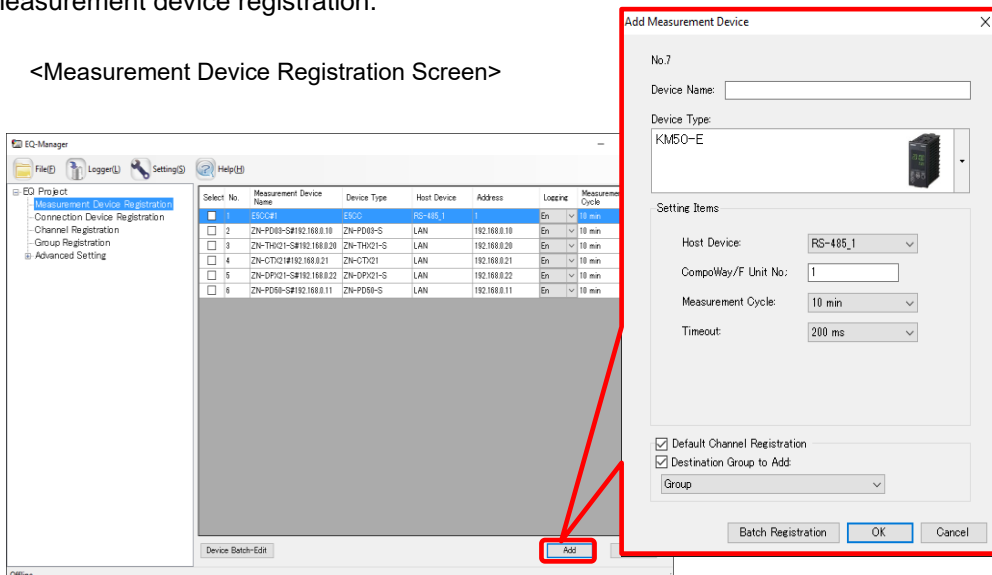 measurement device registration.
<Measurement Device Registration Screen>
EQ-Manager
File(F) Logger(L) Setting(S) Help(H)
EQ Project
Measurement Device Registration
Connection Device Registration
Channel Registration
Group Registration
Advanced Setting
Select No. Measurement Device Name Device Type Host Device Address Logging Cycle
1 E5CC#1 E5CC RS-485_1 1 En 10 min
2 ZN-PD03-S#192.168.0.10 ZN-PD03-S LAN 192.168.0.10 En 10 min
3 ZN-THX21-S#192.168.0.20 ZN-THX21-S LAN 192.168.0.20 En 10 min
4 ZN-CTX21#192.168.0.21 ZN-CTX21 LAN 192.168.0.21 En 10 min
5 ZN-DPX21-S#192.168.0.22 ZN-DPX21-S LAN 192.168.0.22 En 10 min
6 ZN-PD50-S#192.168.0.11 ZN-PD50-S LAN 192.168.0.11 En 10 min
Device Batch-Edit Add
Offline
Add Measurement Device
No.7
Device Name:
Device Type:
KM50-E
Setting Items
Host Device: RS-485_1
CompoWay/F Unit No.: 1
Measurement Cycle: 10 min
Timeout: 200 ms
Default Channel Registration
Destination Group to Add:
Group
Batch Registration OK Cancel